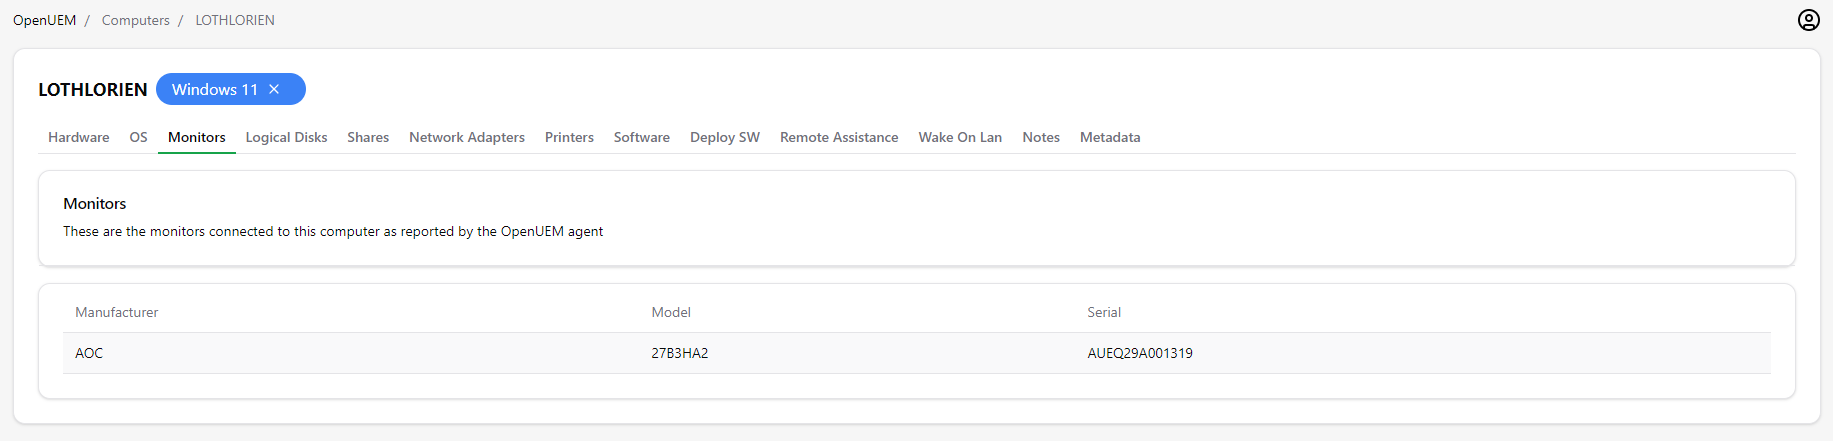 OpenUEM / Computers / LOTHLORIEN
LOTHLORIEN Windows 11 ×
Hardware OS Monitors Logical Disks Shares Network Adapters Printers Software Deploy SW Remote Assistance Wake On Lan Notes Metadata
Monitors
These are the monitors connected to this computer as reported by the OpenUEM agent
Manufacturer Model Serial
AOC 27B3HA2 AUEQ29A001319